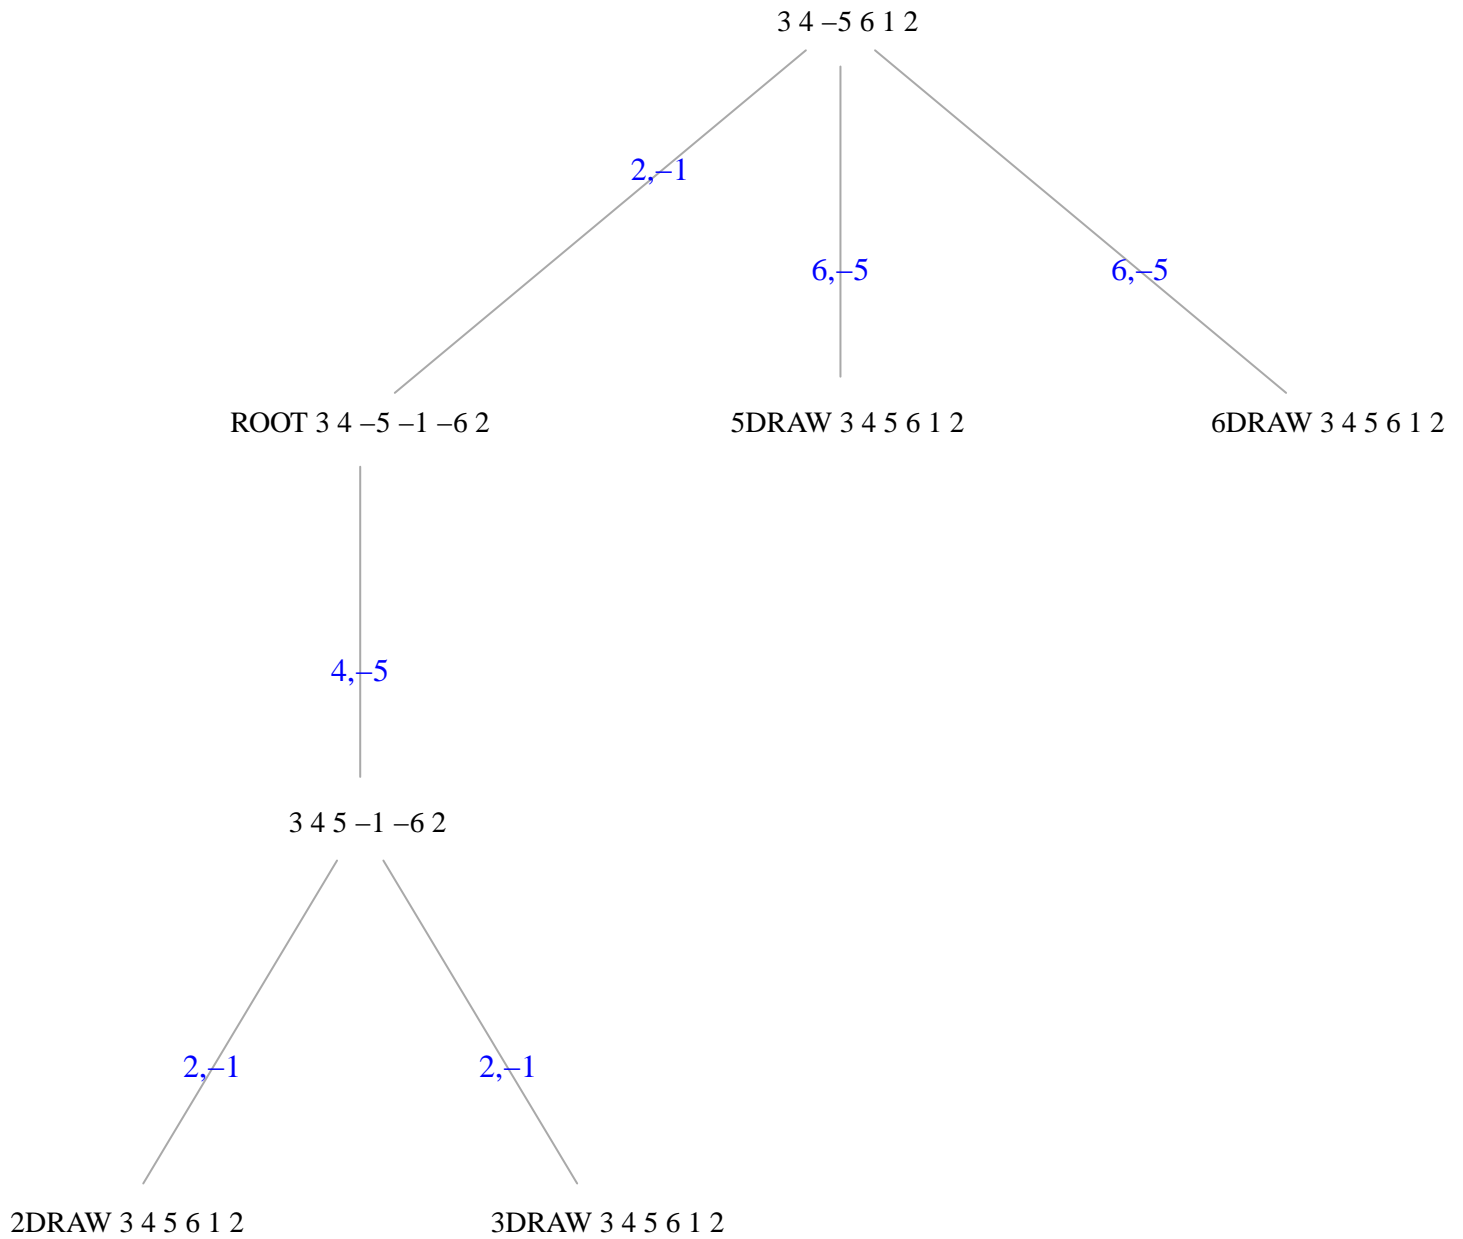 3 4 –5 6 1 2
2,–1
6,–5
6,–5
ROOT 3 4 –5 –1 –6 2
5DRAW 3 4 5 6 1 2
6DRAW 3 4 5 6 1 2
4,–5
3 4 5 –1 –6 2
2,–1
2,–1
2DRAW 3 4 5 6 1 2
3DRAW 3 4 5 6 1 2